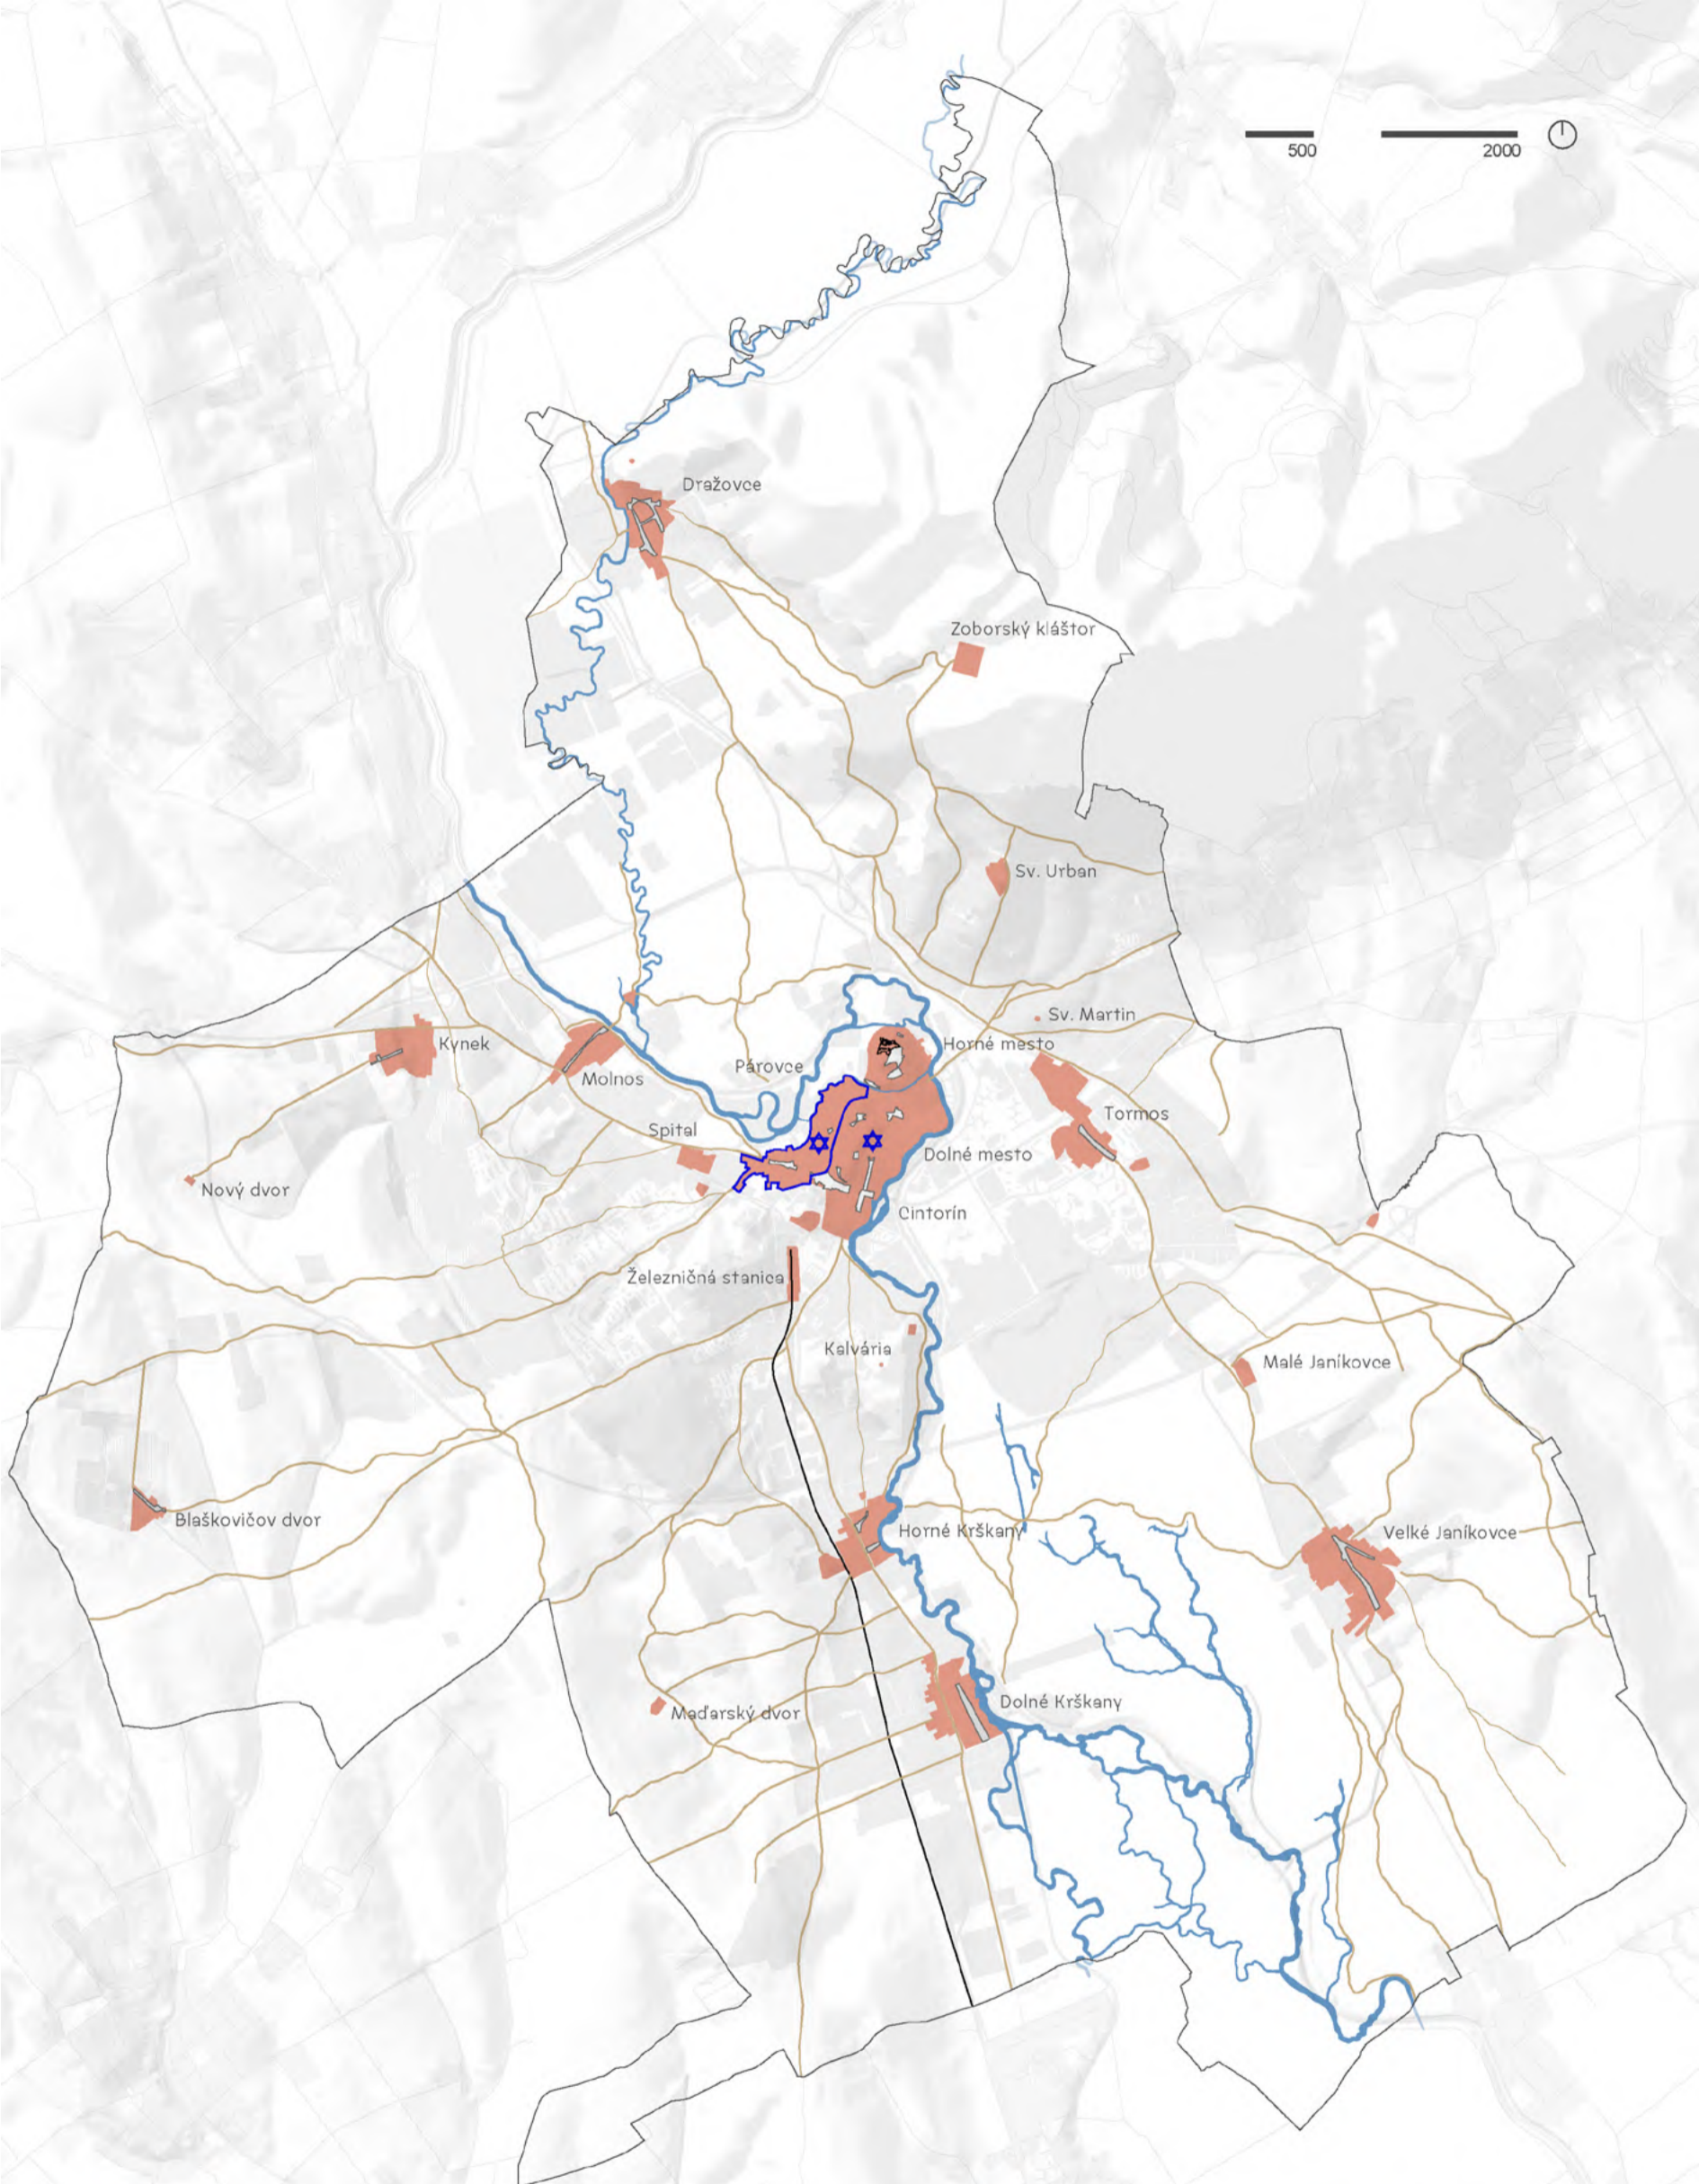 500
2000
Dražovce
Zoborský kláštor
Sv. Urban
Sv. Martin
Kynek
Horné mesto
Párovce
Molnos
Tormos
Spital
Dolné mesto
Nový dvor
Cintorín
Železničná stanica
Kalvária
Malé Janíkovce
Blaškovičov dvor
Horné Krškany
Velké Janíkovce
Dolné Krškany
Maďarský dvor